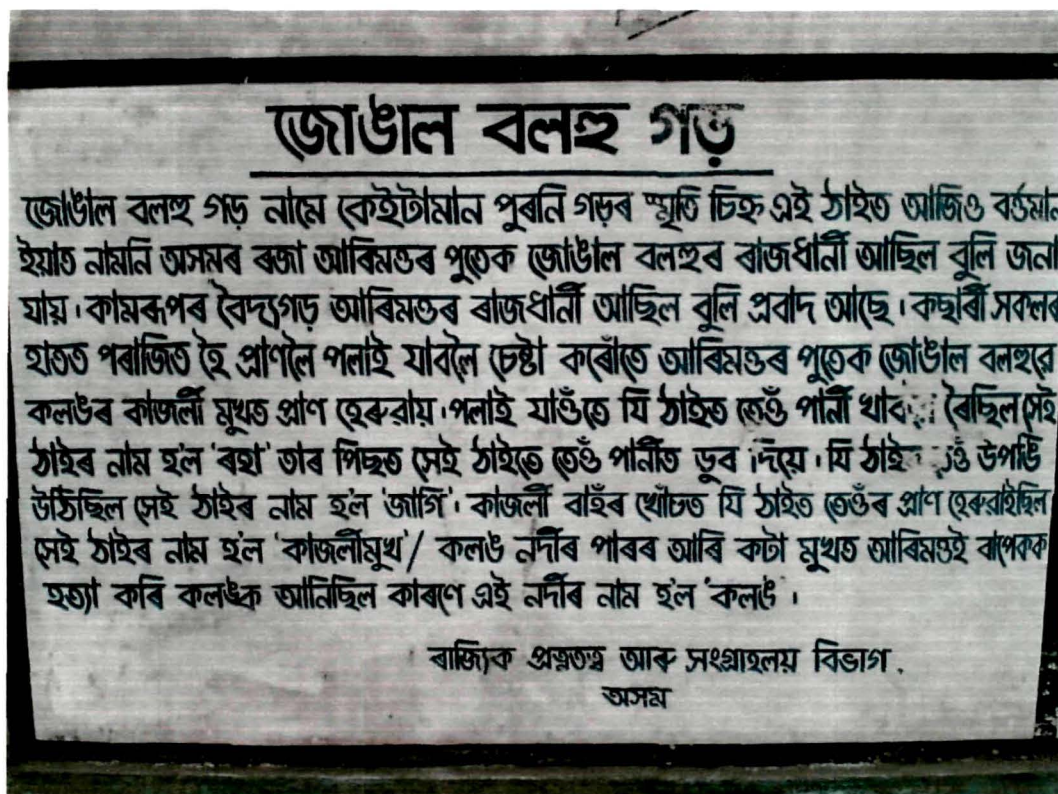 জোঙাল বলহু গড়
জোঙাল বলহু গড় নামে কেইটামান পুৰনি গড়ৰ স্মৃতি চিহ্ন এই ঠাইত আজিও বৰ্ত্তমান
ইয়াত নামনি অসমৰ ৰজা আৰিমত্তৰ পুতেক জোঙাল বলহুৰ ৰাজধানী আছিল বুলি জনা
যায়। কামৰূপৰ বৈদ্যগড় আৰিমত্তৰ ৰাজধানী আছিল বুলি প্ৰবাদ আছে। কছাৰী সকলৰ
হাতত পৰাজিত হৈ প্ৰাণলৈ পলাই যাবলৈ চেষ্টা কৰোঁতে আৰিমত্তৰ পুতেক জোঙাল বলহুৱে
কলঙৰ কাজলী মুখত প্ৰাণ হেৰুৱায়। পলাই যাওঁতে যি ঠাইত তেওঁ পানী ৰৈছিল সেই
ঠাইৰ নাম হ'ল 'ৰহা' তাৰ পিছত সেই ঠাইতে তেওঁ পানীত ডুব দিয়ে। যি উপঙি
উঠিছিল সেই ঠাইৰ নাম হ'ল 'জাগি'। কাজলী বাহঁৰ খোঁচত যি ঠাইত তেওঁৰ প্ৰাণ হেৰুৱাইছিল
সেই ঠাইৰ নাম হ'ল 'কাজলীমুখ'/ কলঙ নদীৰ পাৰৰ আৰি কটা মুখত আৰিমত্তই বাপেকক
হত্যা কৰি কলঙ্ক আনিছিল কাৰণে এই নদীৰ নাম হ'ল 'কলঙ'।
ৰাজ্যিক প্ৰত্নতত্ব আৰু সংগ্ৰাহলয় বিভাগ.
অসম